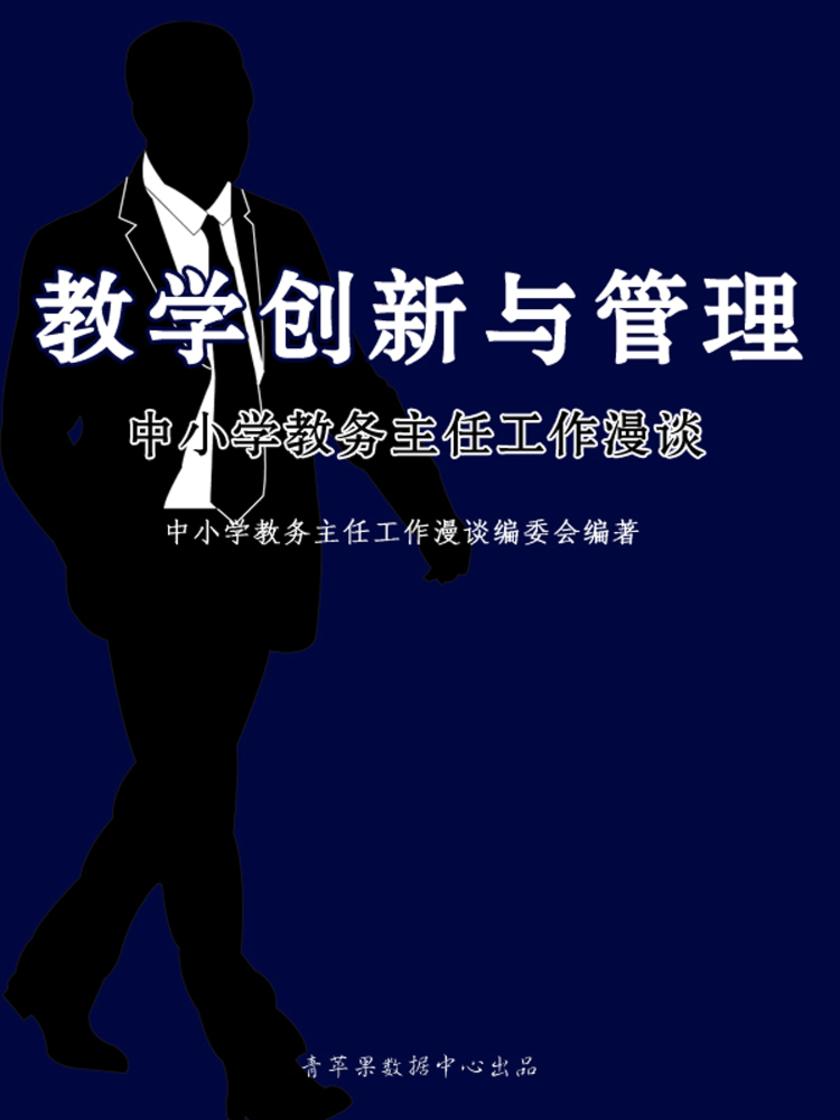 教学创新与管理
中小学教务主任工作漫谈
中小学教务主任工作漫谈编委会编著
青苹果数据中心出品